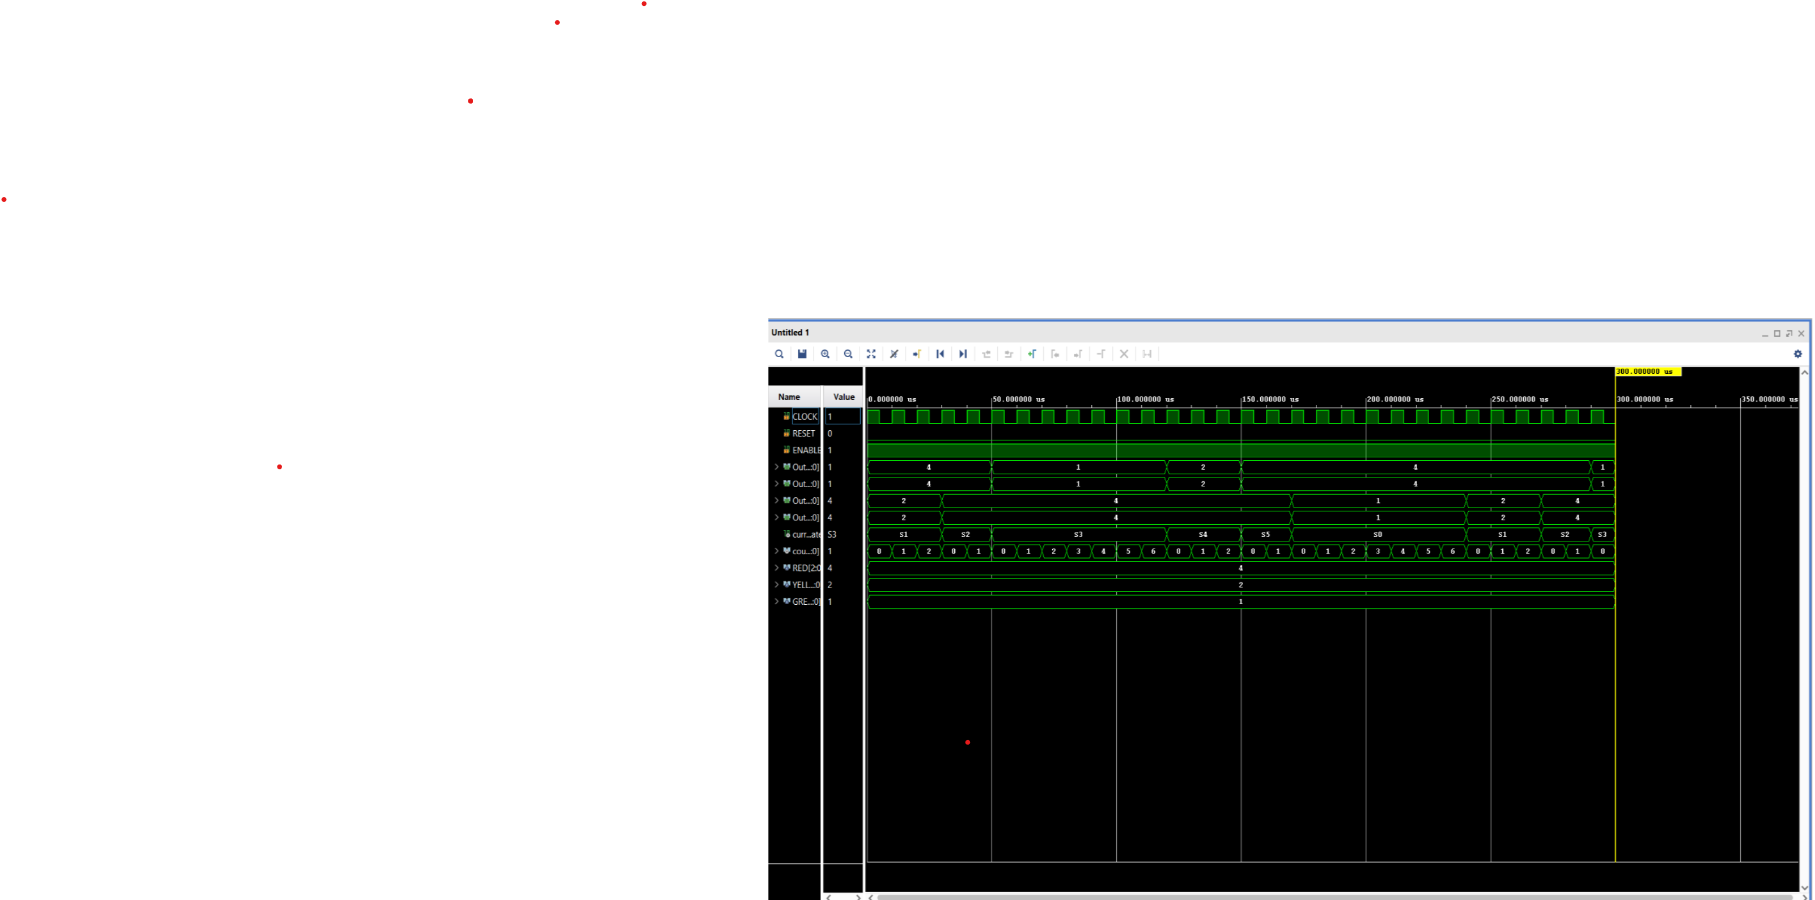 Untitled 1
300.000000 us
Name Value
0.000000 us 50.000000 us 100.000000 us 150.000000 us 200.000000 us 250.000000 us 300.000000 us 350.000000 us
CLOCK 1
RESET 0
ENABLE 1
Out...:0] 1 4 1 2 4 1
Out...:0] 1 4 1 2 4 1
Out...:0] 4 2 4 1 2 4
Out...:0] 4 2 4 1 2 4
curr...ate S3 S1 S2 S3 S4 S5 S0 S1 S2 S3
cou...:0] 1 0 1 2 0 1 0 1 2 3 4 5 6 0 1 2 0 1 0 1 2 3 4 5 6 0 1 2 0 1 0
RED[2:0 4 4
YELL...:0] 2 2
GRE...:0] 1 1